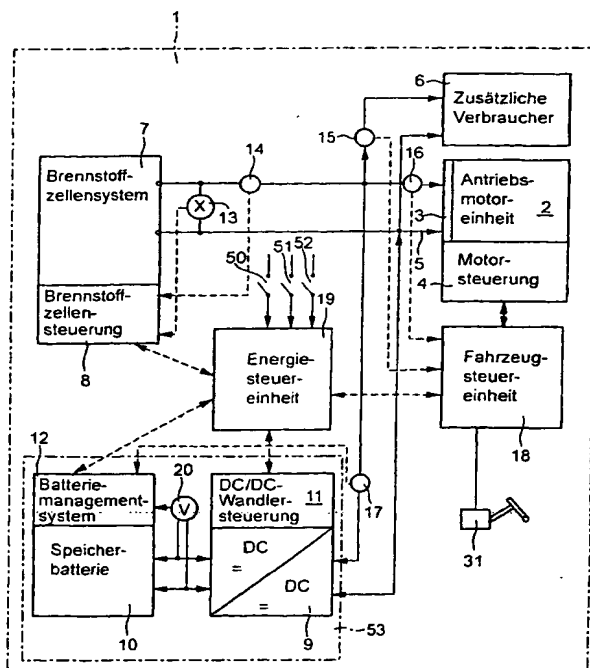 1
6
Zusätzliche
Verbraucher
7
14
15
16
Brennstoff-
zellensystem
X
13
3
Antriebs-
motor-
einheit
2
5
50
51
52
19
4
Motor-
steuerung
Brennstoff-
zellen-
steuerung
8
Energie-
steuer-
einheit
Fahrzeug-
steuer-
einheit
18
12
20
Batterie-
management-
system
V
DC/DC-
Wandler-
steuerung
11
17
31
Speicher-
batterie
DC
=
DC
=
10
9
53